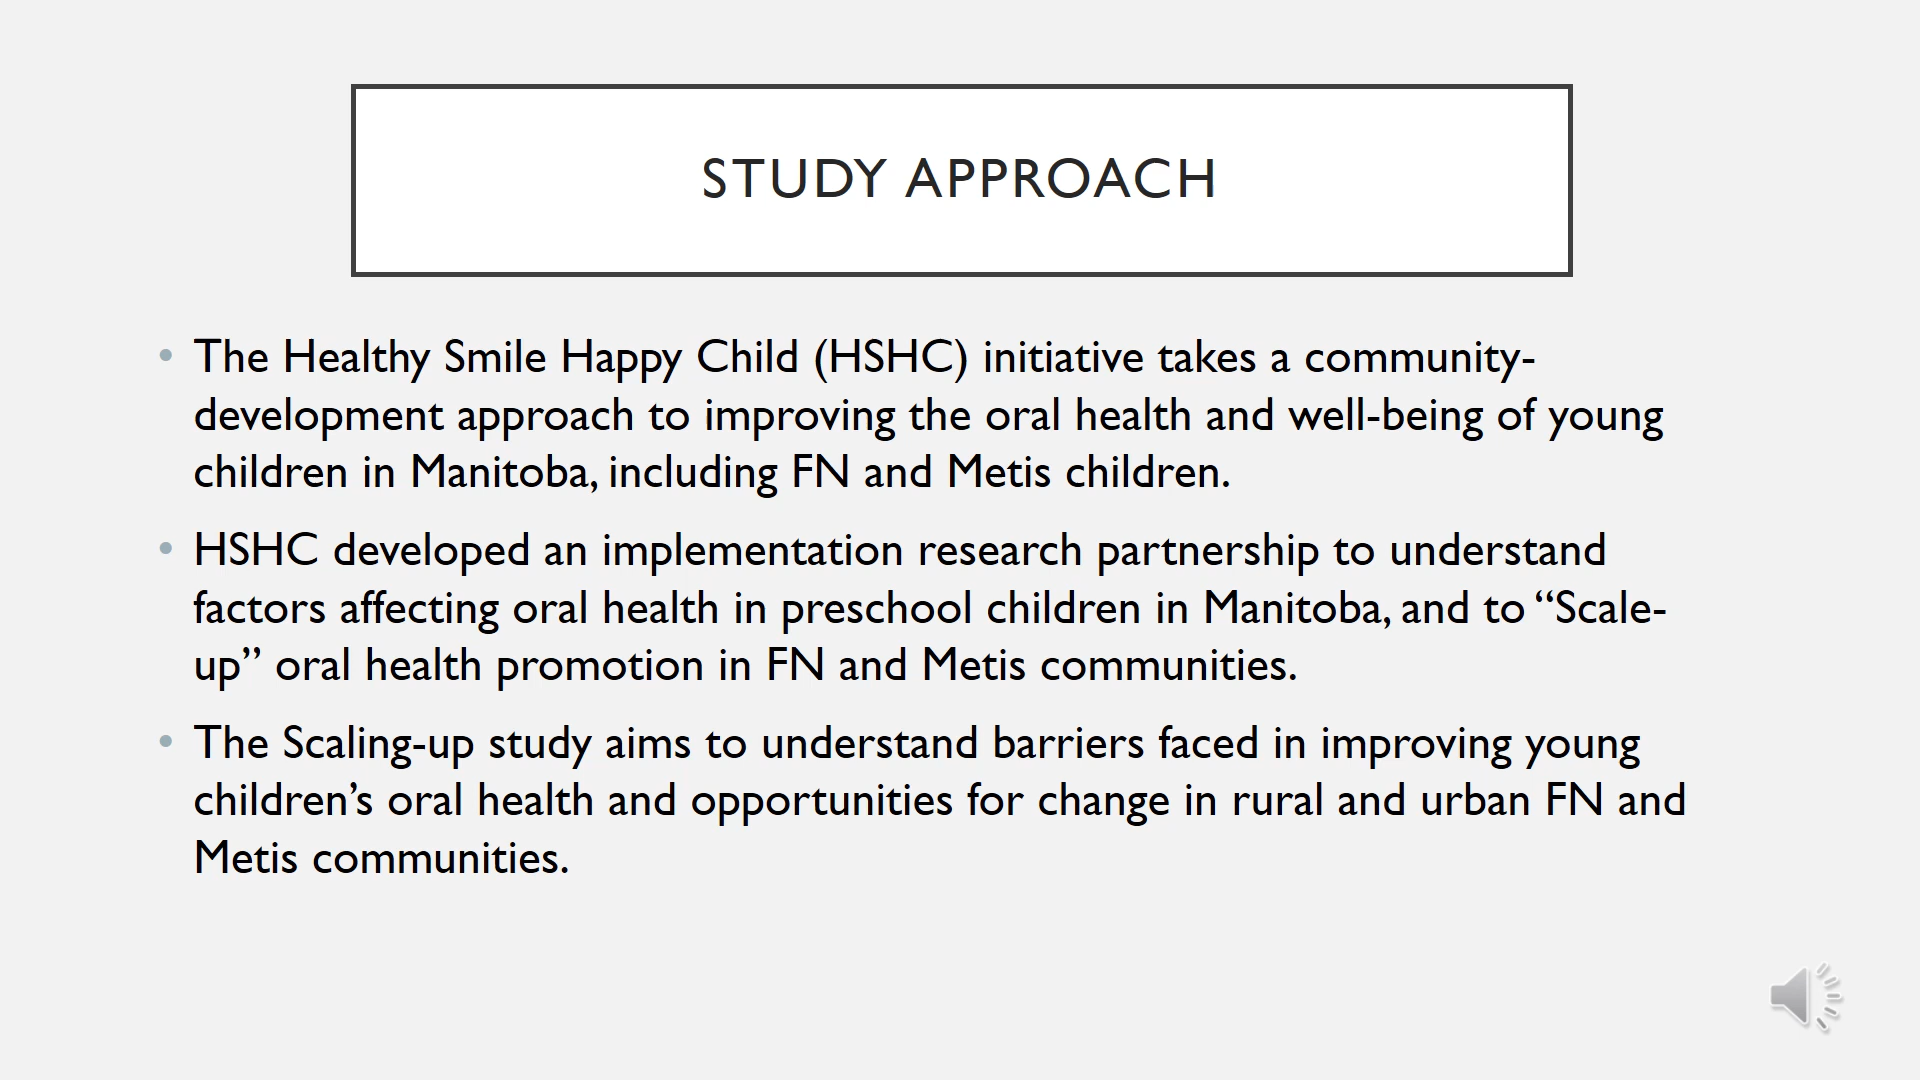 STUDY APPROACH
• The Healthy Smile Happy Child (HSHC) initiative takes a community-
development approach to improving the oral health and well-being of young
children in Manitoba, including FN and Metis children.
• HSHC developed an implementation research partnership to understand
factors affecting oral health in preschool children in Manitoba, and to “Scale-
up” oral health promotion in FN and Metis communities.
• The Scaling-up study aims to understand barriers faced in improving young
children’s oral health and opportunities for change in rural and urban FN and
Metis communities.